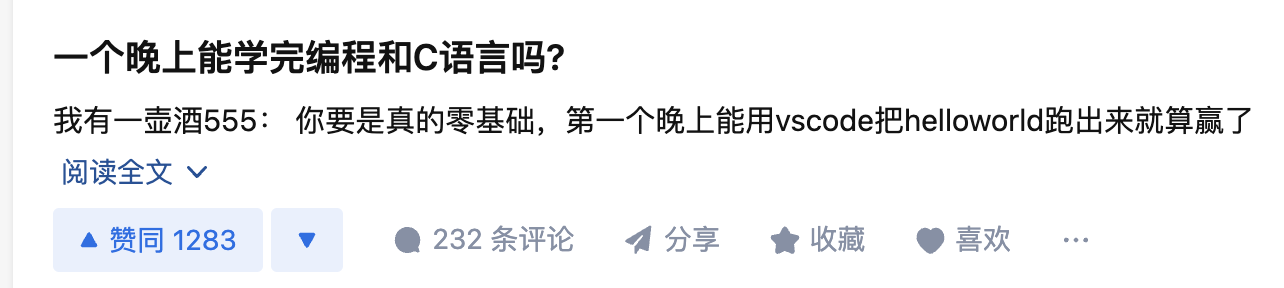 一个晚上能学完编程和C语言吗?
我有一壶酒555： 你要是真的零基础，第一个晚上能用vscode把helloworld跑出来就算赢了
阅读全文
赞同 1283 232 条评论 分享 收藏 喜欢